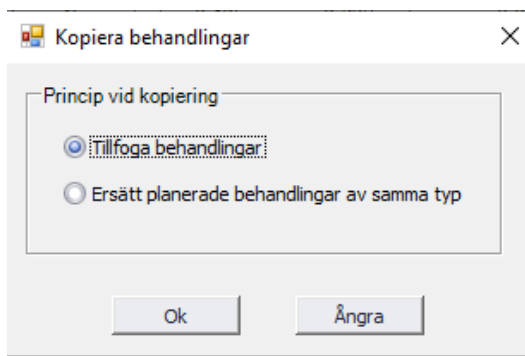 Kopiera behandlingar
Princip vid kopiering
Tillfoga behandlingar
Ersätt planerade behandlingar av samma typ
Ok
Ångra